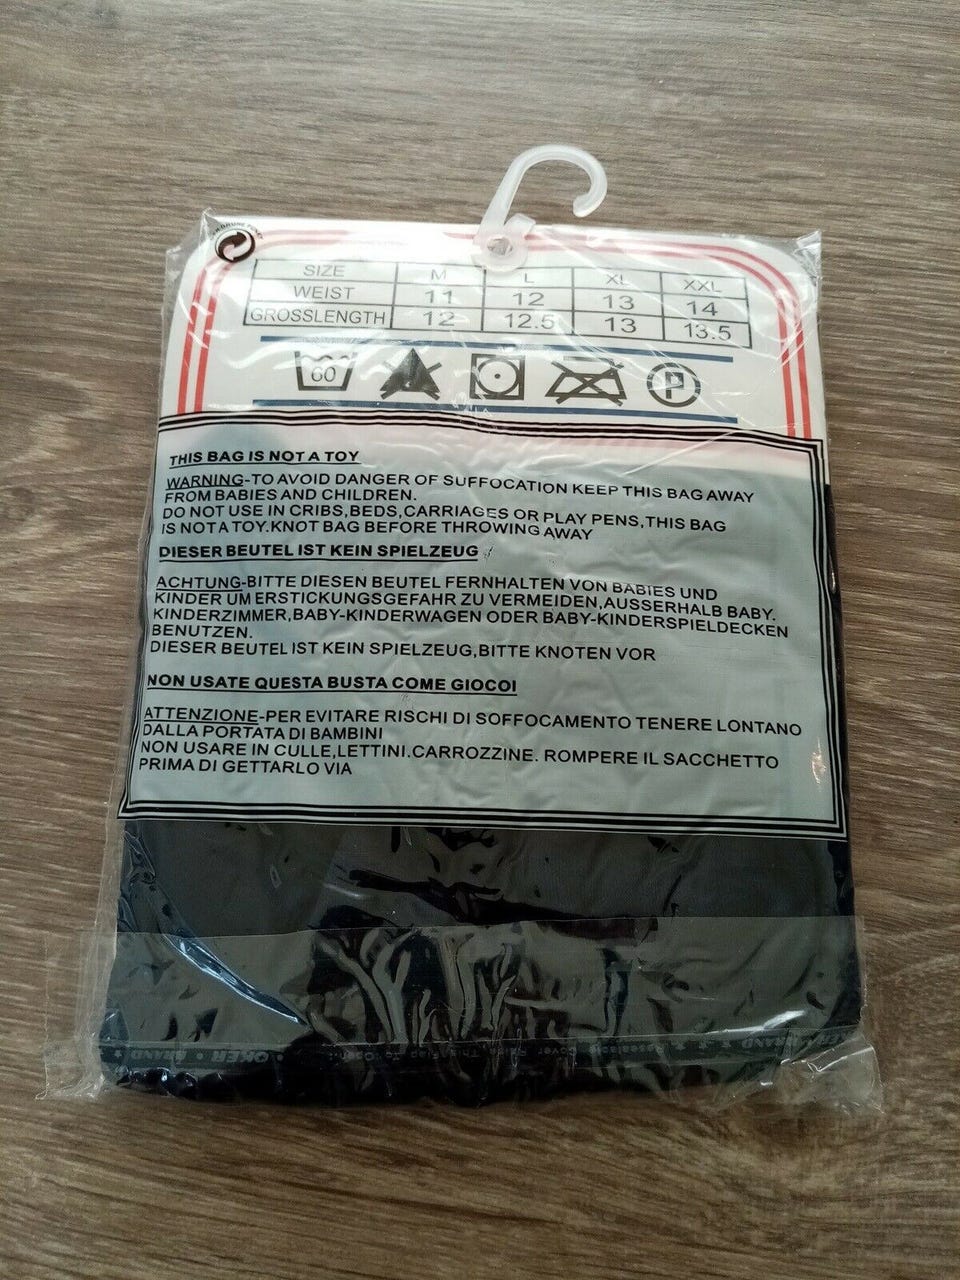 SIZE M L XL XXL
WEIST 11 12 13 14
GROSSLENGTH 12 12.5 13 13.5
60
P
THIS BAG IS NOT A TOY
WARNING-TO AVOID DANGER OF SUFFOCATION KEEP THIS BAG AWAY
FROM BABIES AND CHILDREN.
DO NOT USE IN CRIBS,BEDS,CARRIAGES OR PLAY PENS,THIS BAG
IS NOT A TOY.KNOT BAG BEFORE THROWING AWAY
DIESER BEUTEL IST KEIN SPIELZEUG
ACHTUNG-BITTE DIESEN BEUTEL FERNHALTEN VON BABIES UND
KINDER UM ERSTICKUNGSGEFAHR ZU VERMEIDEN,AUSSERHALB BABY.
KINDERZIMMER,BABY-KINDERWAGEN ODER BABY-KINDERSPIELDECKEN
BENUTZEN.
DIESER BEUTEL IST KEIN SPIELZEUG,BITTE KNOTEN VOR
NON USATE QUESTA BUSTA COME GIOCOI
ATTENZIONE-PER EVITARE RISCHI DI SOFFOCAMENTO TENERE LONTANO
DALLA PORTATA DI BAMBINI
NON USARE IN CULLE,LETTINI.CARROZZINE. ROMPERE IL SACCHETTO
PRIMA DI GETTARLO VIA
BRAND